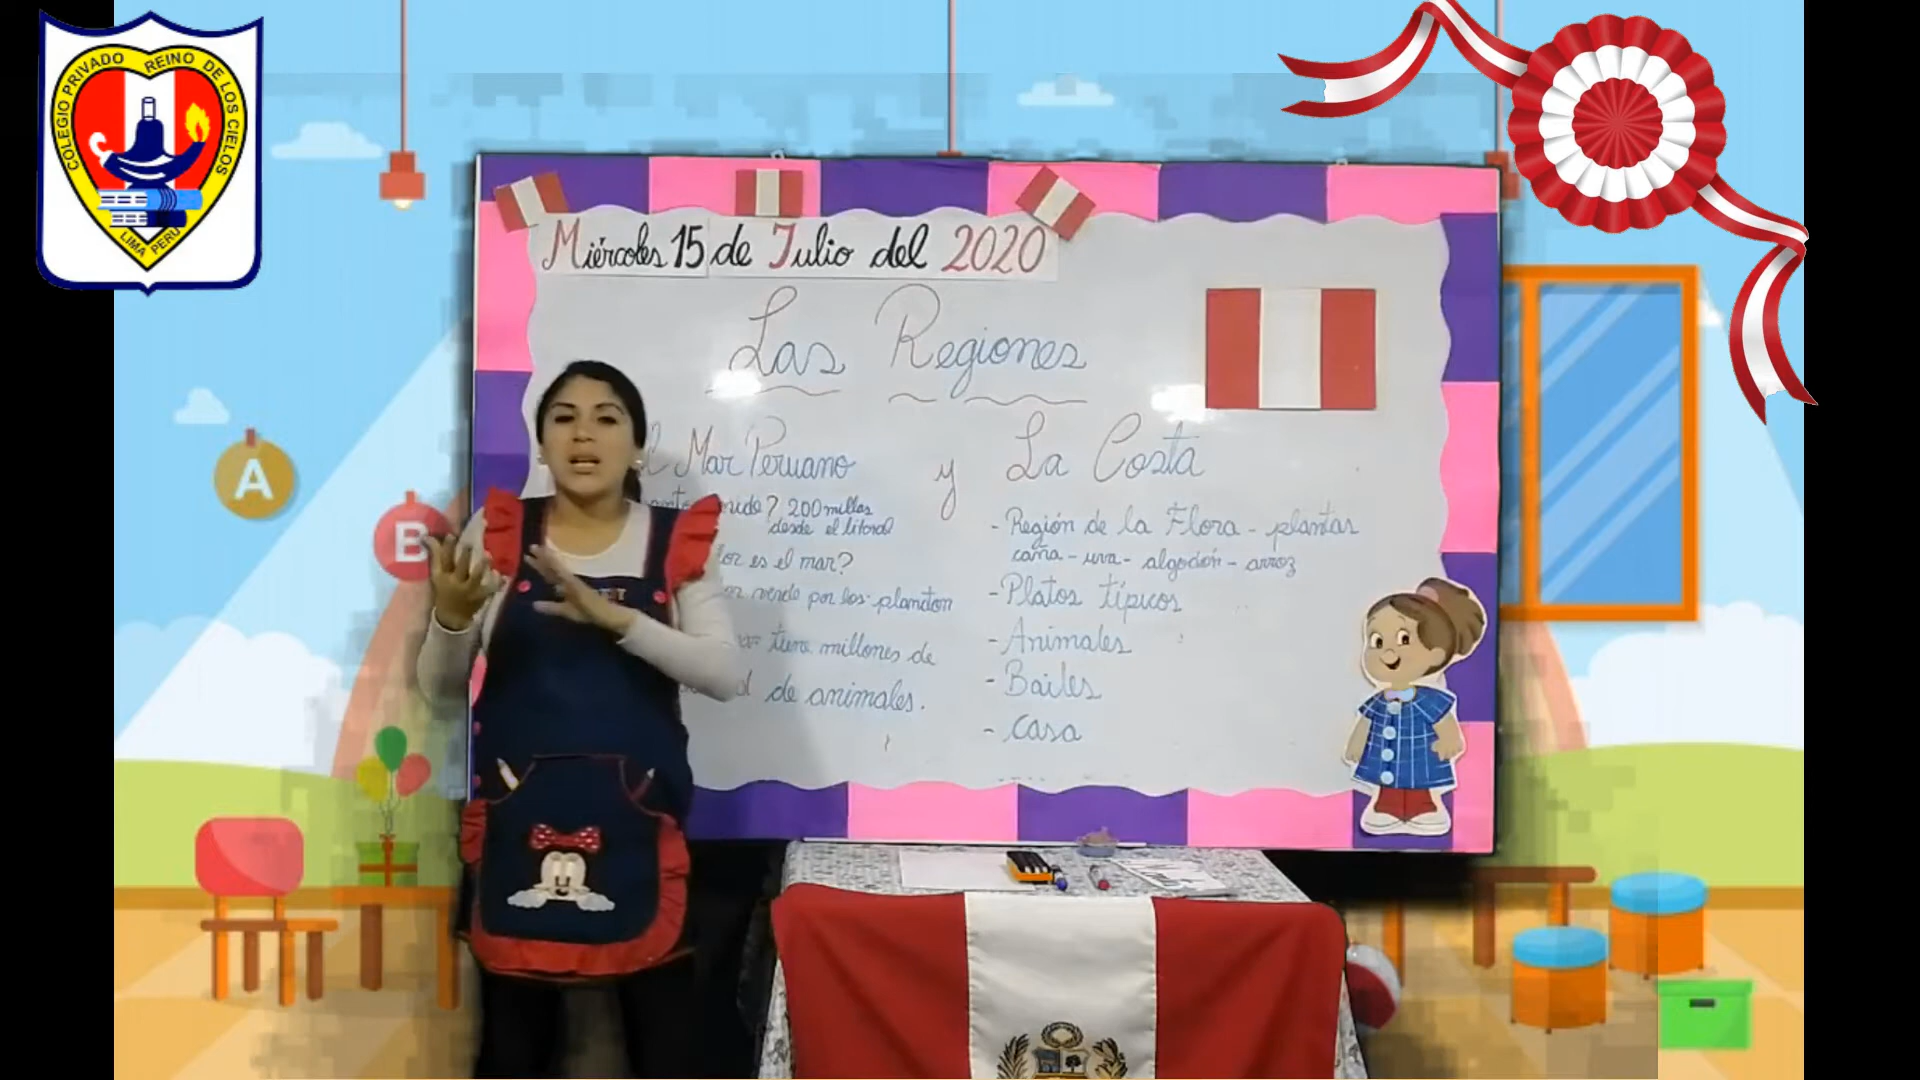 COLEGIO PRIVADO REINO DE LOS CIELOS
LIMA PERU
A
B
Miércoles 15 de Julio del 2020
Las Regiones
Mar Peruano y La Costa
? 200 millas
desde el litoral
es el mar?
verde por los plancton
tiene millones de
de animales.
- Región de la Flora - plantas
caña - uva - algodón - arroz
- Platos típicos
- Animales
- Bailes
- Casa